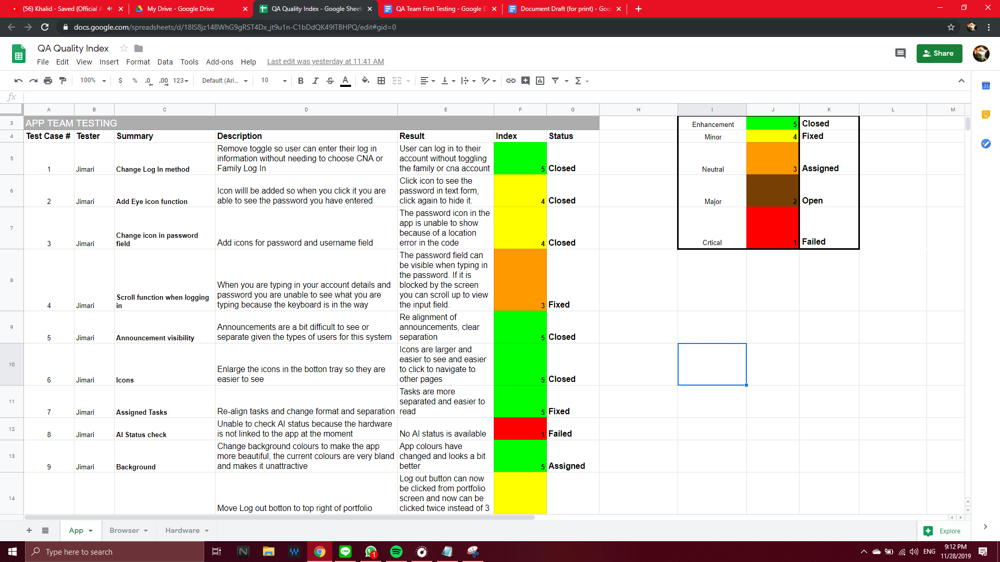 (56) Khalid - Saved (Official
My Drive - Google Drive
QA Quality Index - Google Sheet
QA Team First Testing - Google D
Document Draft (for print) - Goo
docs.google.com/spreadsheets/d/18IS8jz148WhG9gRST4Dx_jt9u1n-C1bDdQK49lTBHPQ/edit#gid=0
QA Quality Index
Share
File Edit View Insert Format Data Tools Add-ons Help Last edit was yesterday at 11:41 AM
100% $ % .0 .00 123 Default (Ari... 10 B I S A Σ
31
fx
A B C D E F G H I J K L M
3 APP TEAM TESTING Enhancement 5 Closed
4 Test Case # Tester Summary Description Result Index Status Minor 4 Fixed
5 1 Jimari Change Log In method
Remove toggle so user can enter their log in
information without needing to choose CNA or
Family Log In
User can log in to their
account without toggling
the family or cna account
5 Closed Neutral 3 Assigned
6 2 Jimari Add Eye icon function
Icon willl be added so when you click it you are
able to see the password you have entered
Click icon to see the
password in text form,
click again to hide it.
4 Closed Major 2 Open
7 3 Jimari Change icon in password
field
Add icons for password and username field
The password icon in the
app is unable to show
because of a location
error in the code
4 Closed Crtical 1 Failed
8 4 Jimari Scroll function when logging
in
When you are typing in your account details and
password you are unable to see what you are
typing because the keyboard is in the way
The password field can
be visible when typing in
the password. If it is
blocked by the screen
you can scroll up to view
the input field.
3 Fixed
9 5 Jimari Announcement visibility
Announcements are a bit difficult to see or
separate given the types of users for this system
Re alignment of
announcements, clear
separation
5 Closed
10 6 Jimari Icons
Enlarge the icons in the botton tray so they are
easier to see
Icons are larger and
easier to see and easier
to click to navigate to
other pages
5 Closed
11 7 Jimari Assigned Tasks
Re-align tasks and change format and separation
Tasks are more
separated and easier to
read
5 Fixed
12 8 Jimari AI Status check
Unable to check AI status because the hardware
is not linked to the app at the moment
No AI status is available
1 Failed
13 9 Jimari Background
Change background colours to make the app
more beautiful, the current colours are very bland
and makes it unattractive
App colours have
changed and looks a bit
better
5 Assigned
14
Move Log out botton to top right of portfolio
Log out button can now
be clicked from portfolio
screen and now can be
clicked twice instead of 3
App Browser Hardware Explore
Type here to search
N
LINE
1
ENG
9:12 PM
11/28/2019